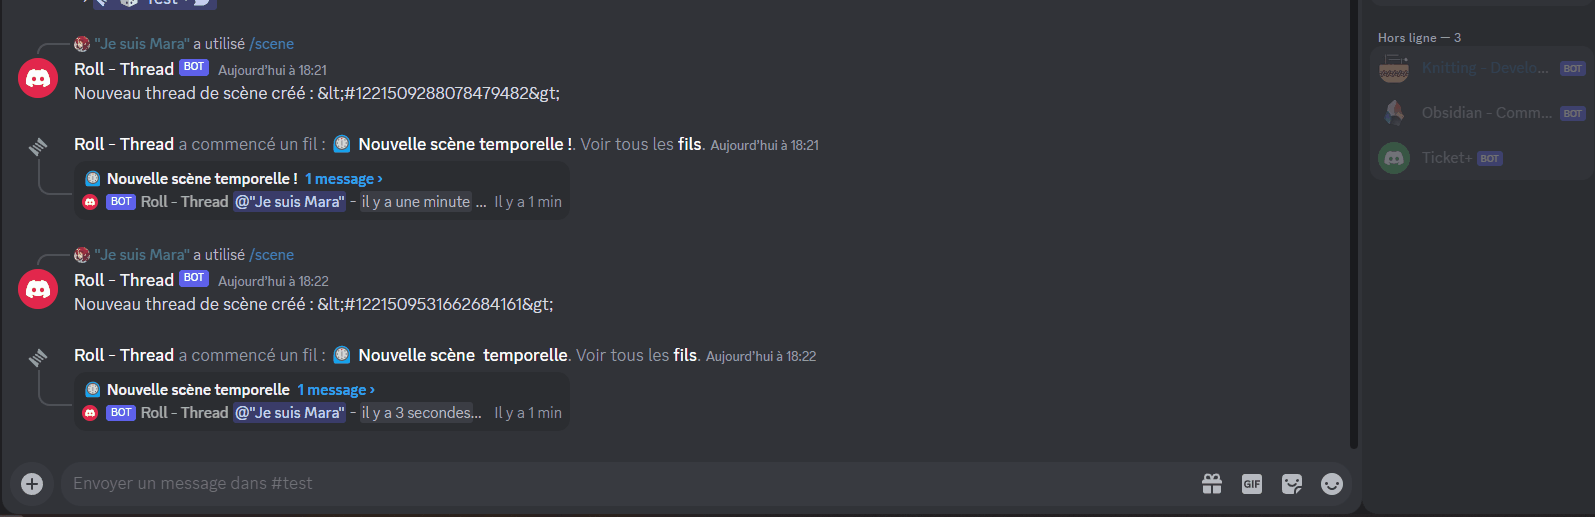 Test
"Je suis Mara" a utilisé /scene
Roll - Thread BOT Aujourd'hui à 18:21
Nouveau thread de scène créé : &lt;#1221509288078479482&gt;
Roll - Thread a commencé un fil : Nouvelle scène temporelle !. Voir tous les fils. Aujourd'hui à 18:21
Nouvelle scène temporelle ! 1 message ›
BOT Roll - Thread @"Je suis Mara" - il y a une minute ... Il y a 1 min
"Je suis Mara" a utilisé /scene
Roll - Thread BOT Aujourd'hui à 18:22
Nouveau thread de scène créé : &lt;#1221509531662684161&gt;
Roll - Thread a commencé un fil : Nouvelle scène temporelle. Voir tous les fils. Aujourd'hui à 18:22
Nouvelle scène temporelle 1 message ›
BOT Roll - Thread @"Je suis Mara" - il y a 3 secondes... Il y a 1 min
Envoyer un message dans #test
GIF
Hors ligne — 3
Knitting - Develo... BOT
Obsidian - Comm... BOT
Ticket+ BOT